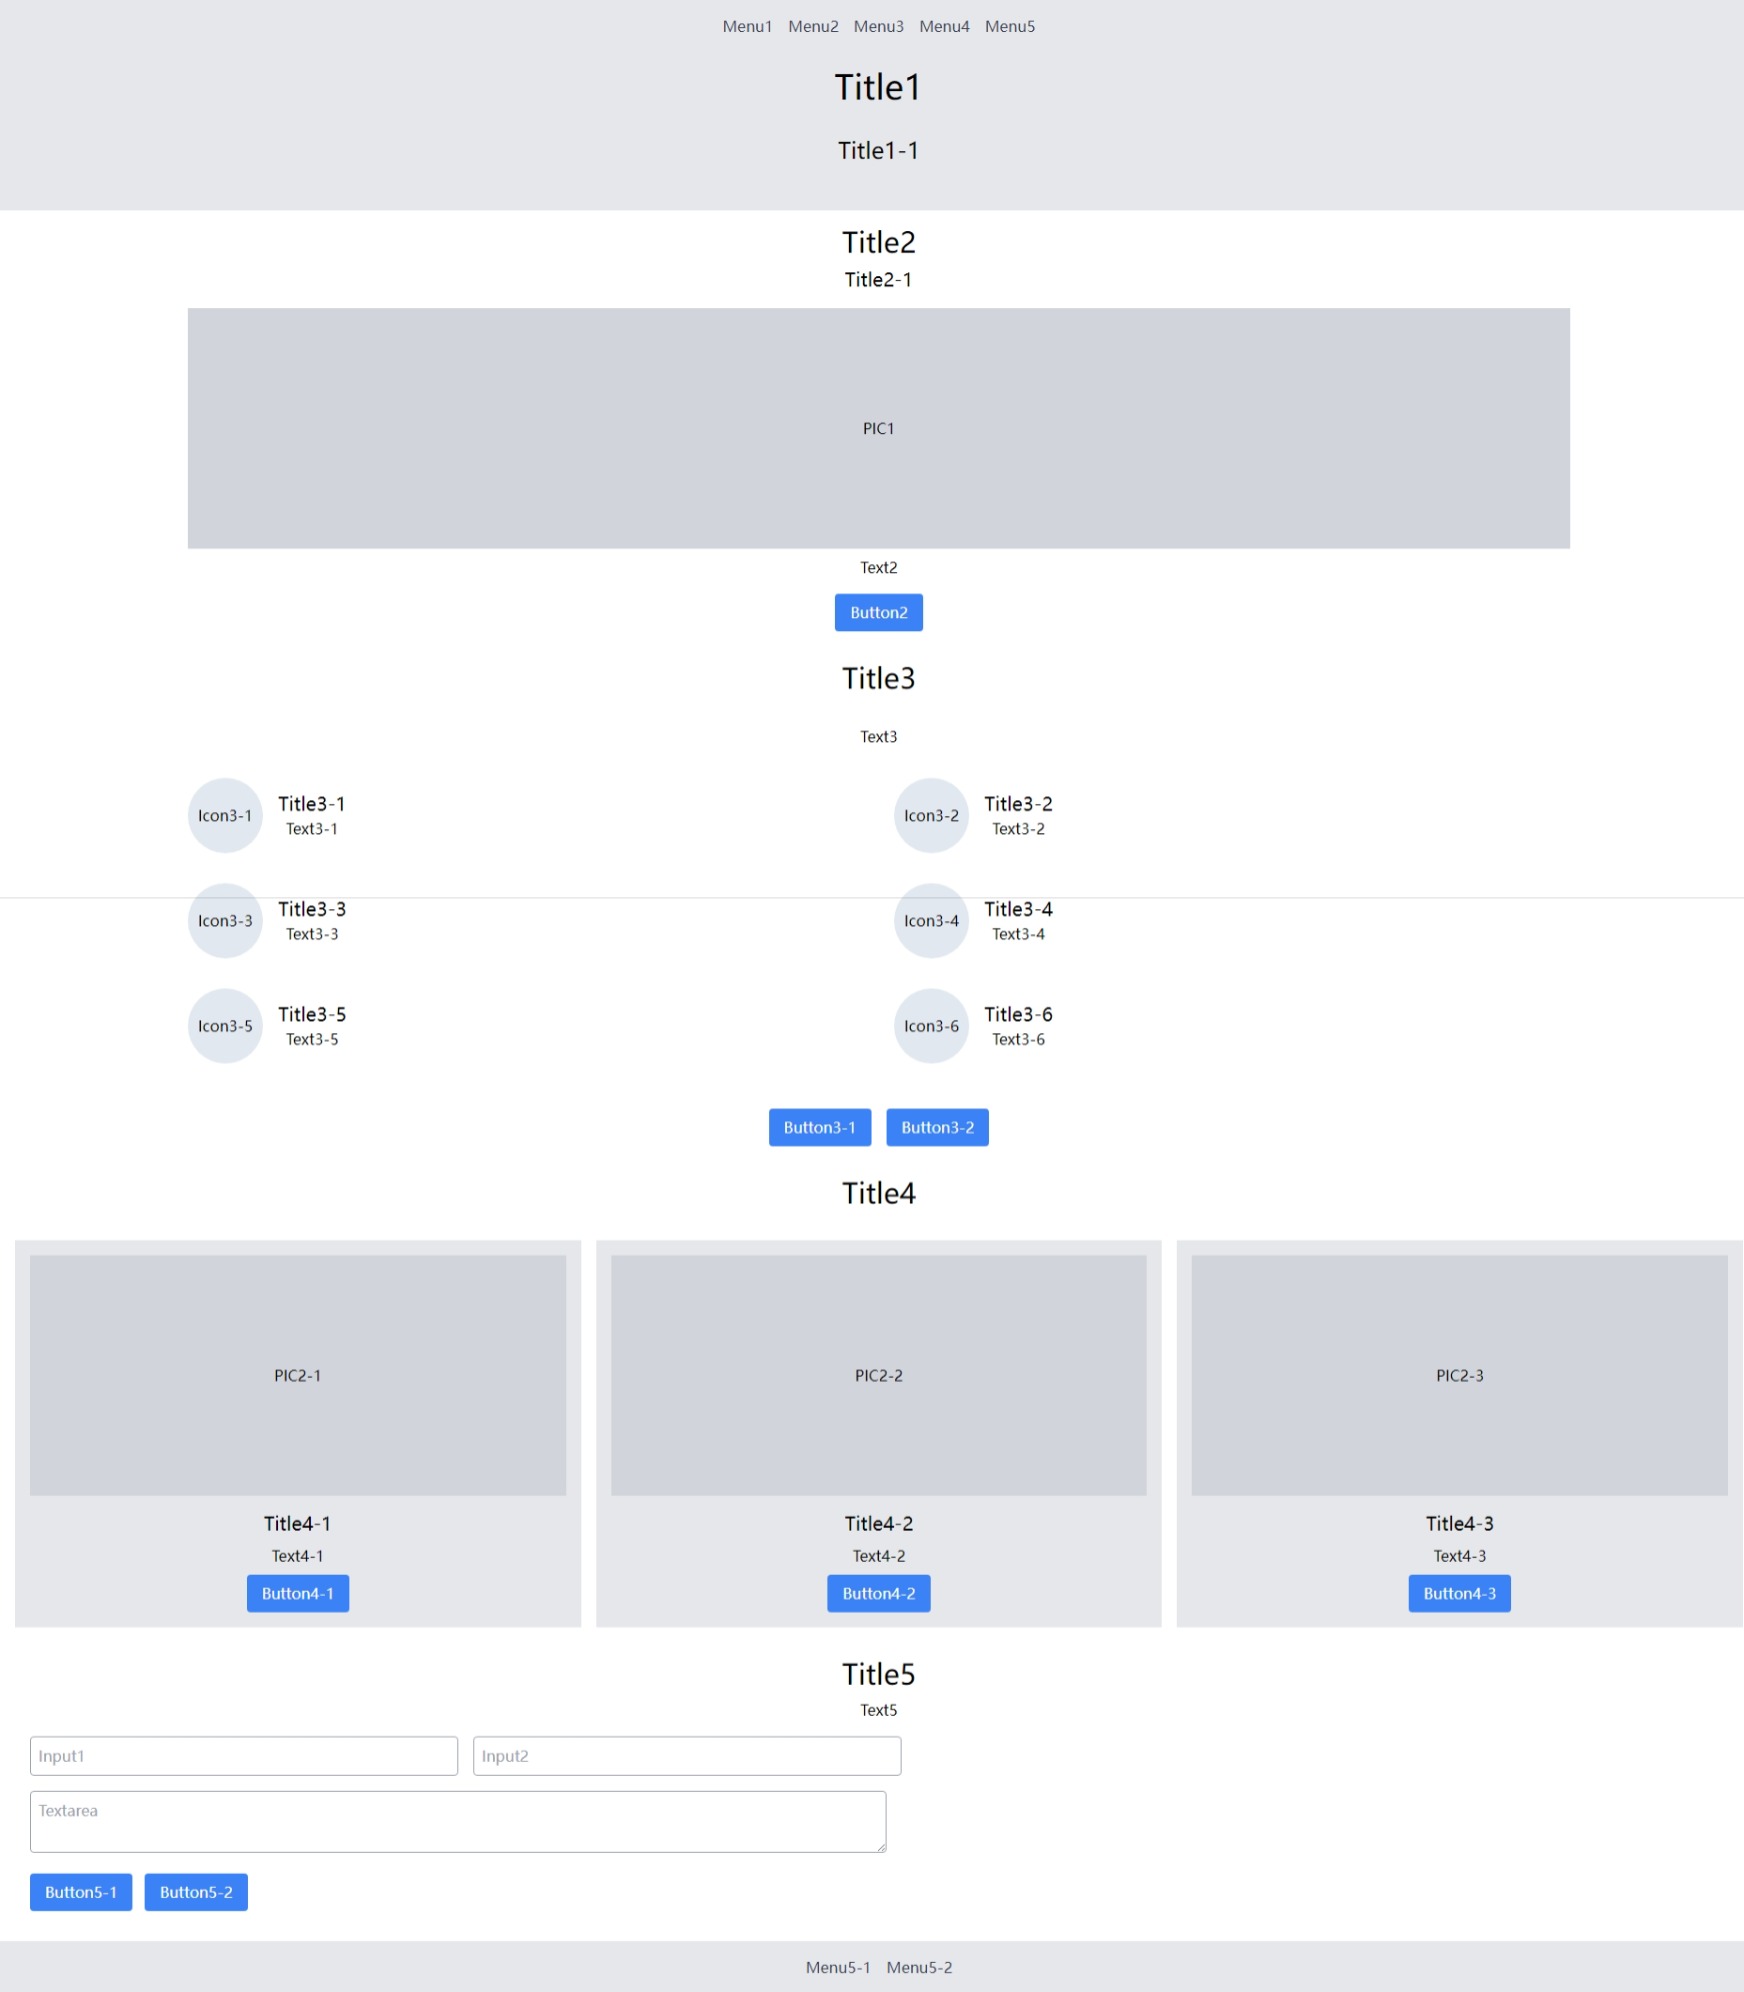 Menu1 Menu2 Menu3 Menu4 Menu5
Title1
Title1-1
Title2
Title2-1
PIC1
Text2
Button2
Title3
Text3
Icon3-1
Title3-1
Text3-1
Icon3-2
Title3-2
Text3-2
Icon3-3
Title3-3
Text3-3
Icon3-4
Title3-4
Text3-4
Icon3-5
Title3-5
Text3-5
Icon3-6
Title3-6
Text3-6
Button3-1 Button3-2
Title4
PIC2-1
Title4-1
Text4-1
Button4-1
PIC2-2
Title4-2
Text4-2
Button4-2
PIC2-3
Title4-3
Text4-3
Button4-3
Title5
Text5
Input1 Input2
Textarea
Button5-1 Button5-2
Menu5-1 Menu5-2